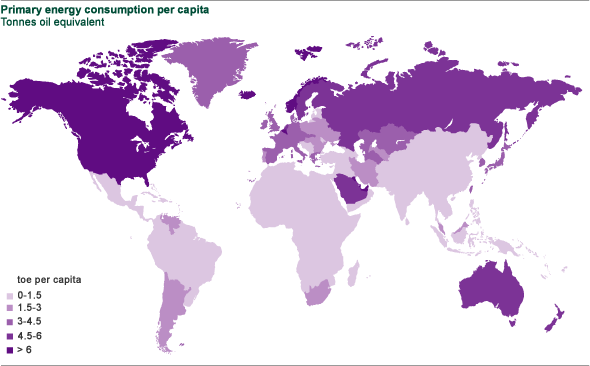 Primary energy consumption per capita
Tonnes oil equivalent
toe per capita
0-1.5
1.5-3
3-4.5
4.5-6
> 6